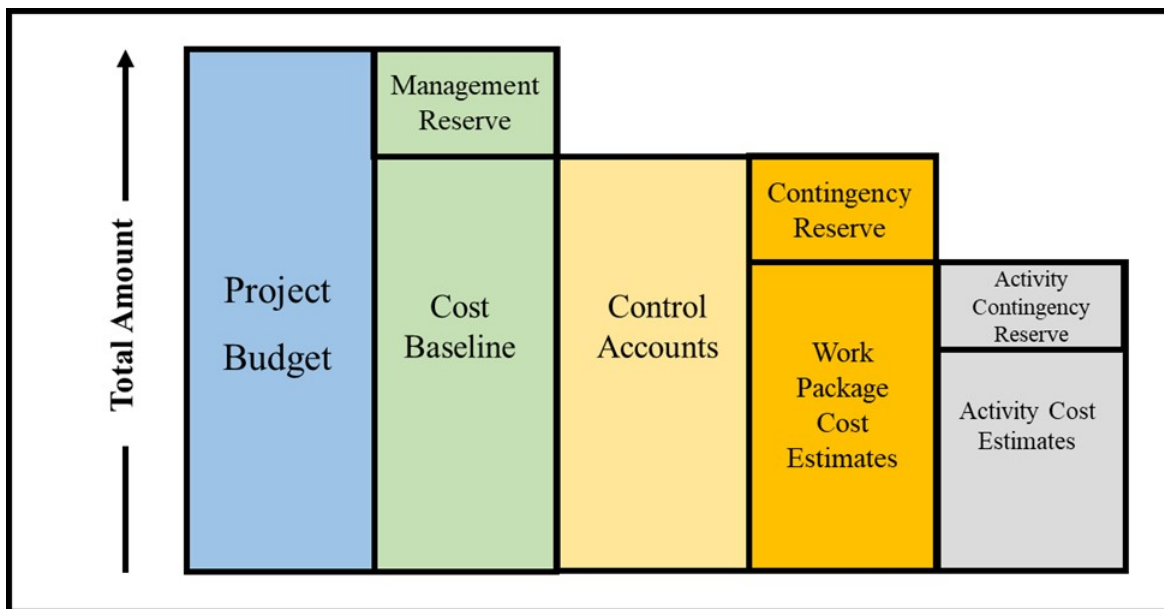 Total Amount
Project
Budget
Management
Reserve
Cost
Baseline
Control
Accounts
Contingency
Reserve
Work
Package
Cost
Estimates
Activity
Contingency
Reserve
Activity Cost
Estimates